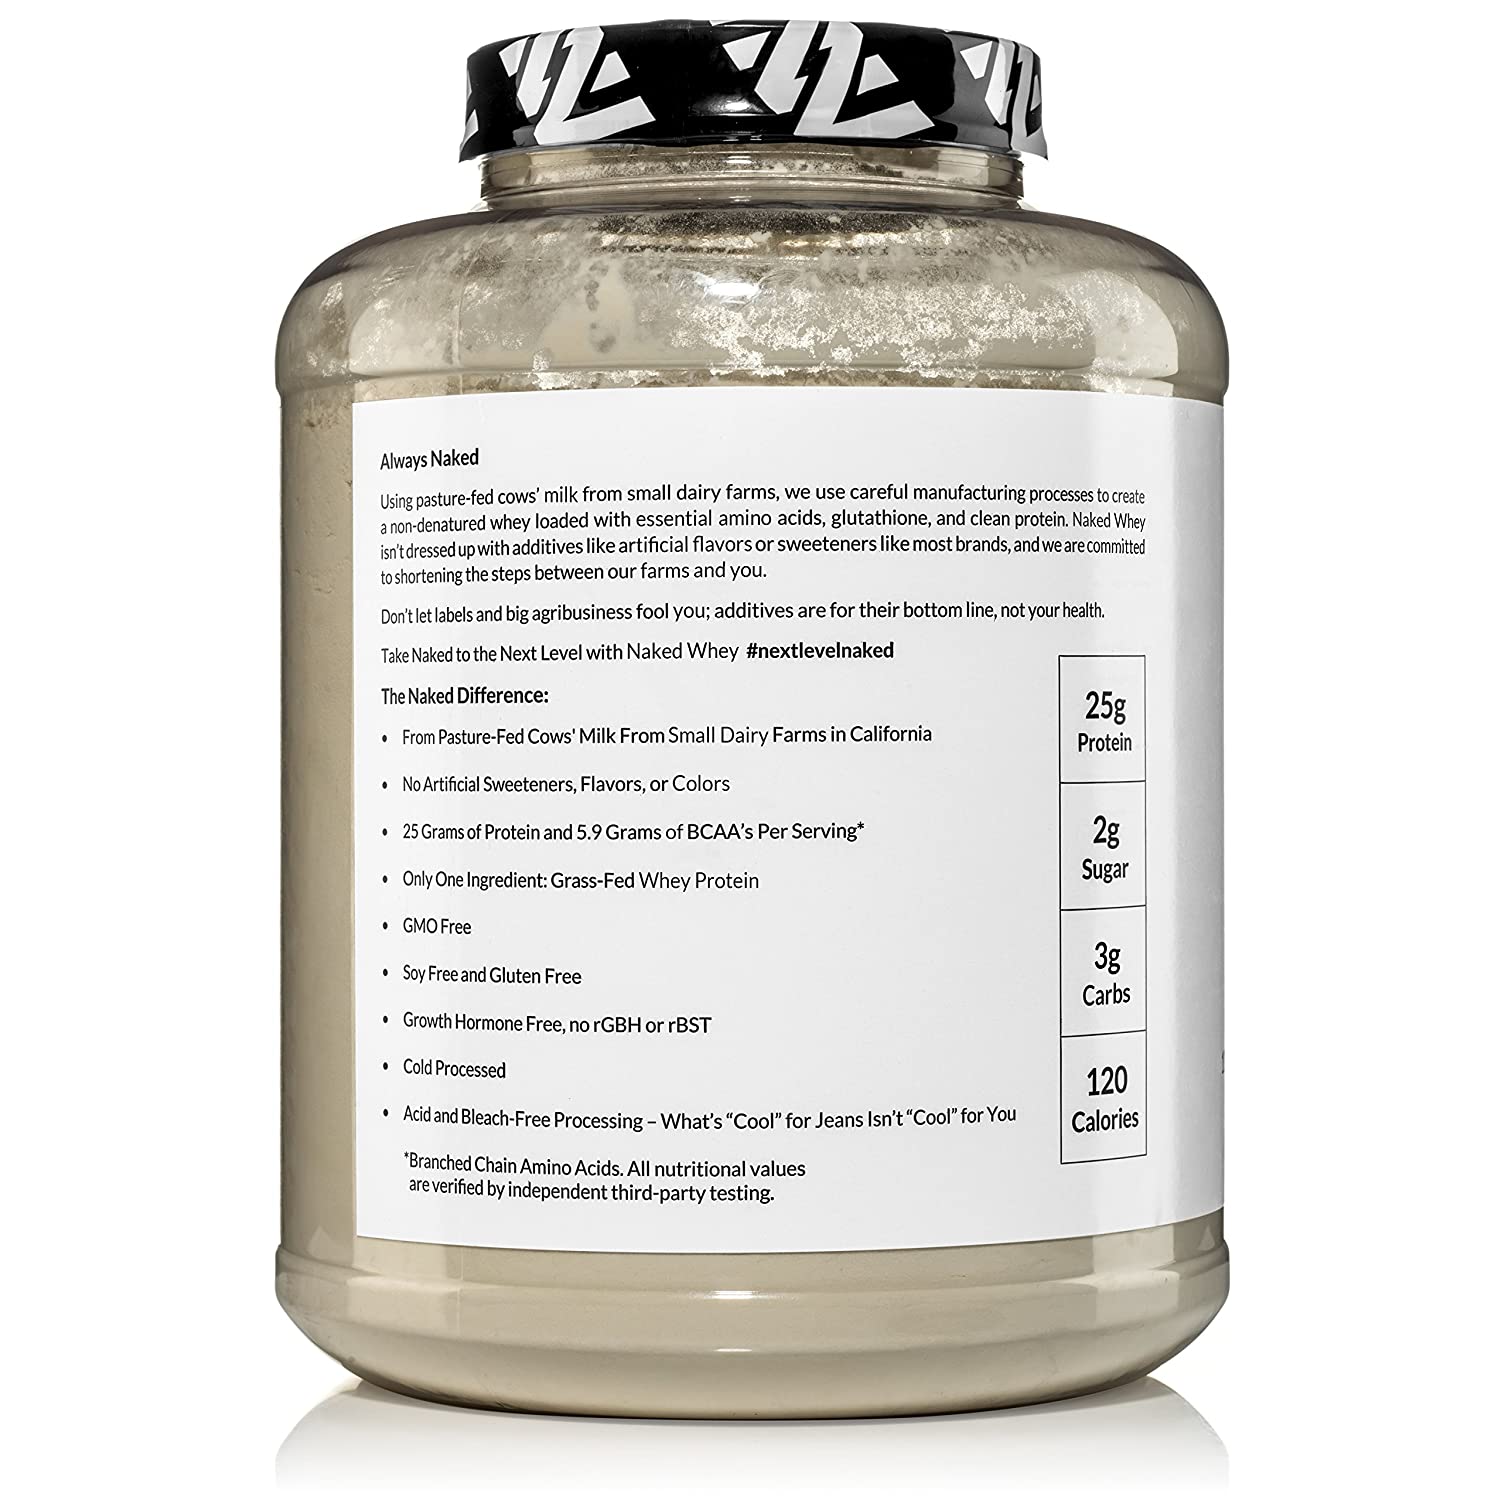 Always Naked
Using pasture-fed cows' milk from small dairy farms, we use careful manufacturing processes to create
a non-denatured whey loaded with essential amino acids, glutathione, and clean protein. Naked Whey
isn't dressed up with additives like artificial flavors or sweeteners like most brands, and we are committed
to shortening the steps between our farms and you.
Don't let labels and big agribusiness fool you; additives are for their bottom line, not your health.
Take Naked to the Next Level with Naked Whey #nextlevelnaked
The Naked Difference:
• From Pasture-Fed Cows' Milk From Small Dairy Farms in California
• No Artificial Sweeteners, Flavors, or Colors
• 25 Grams of Protein and 5.9 Grams of BCAA's Per Serving*
• Only One Ingredient: Grass-Fed Whey Protein
• GMO Free
• Soy Free and Gluten Free
• Growth Hormone Free, no rGBH or rBST
• Cold Processed
• Acid and Bleach-Free Processing – What's "Cool" for Jeans Isn't "Cool" for You
*Branched Chain Amino Acids. All nutritional values
are verified by independent third-party testing.
25g
Protein
2g
Sugar
3g
Carbs
120
Calories